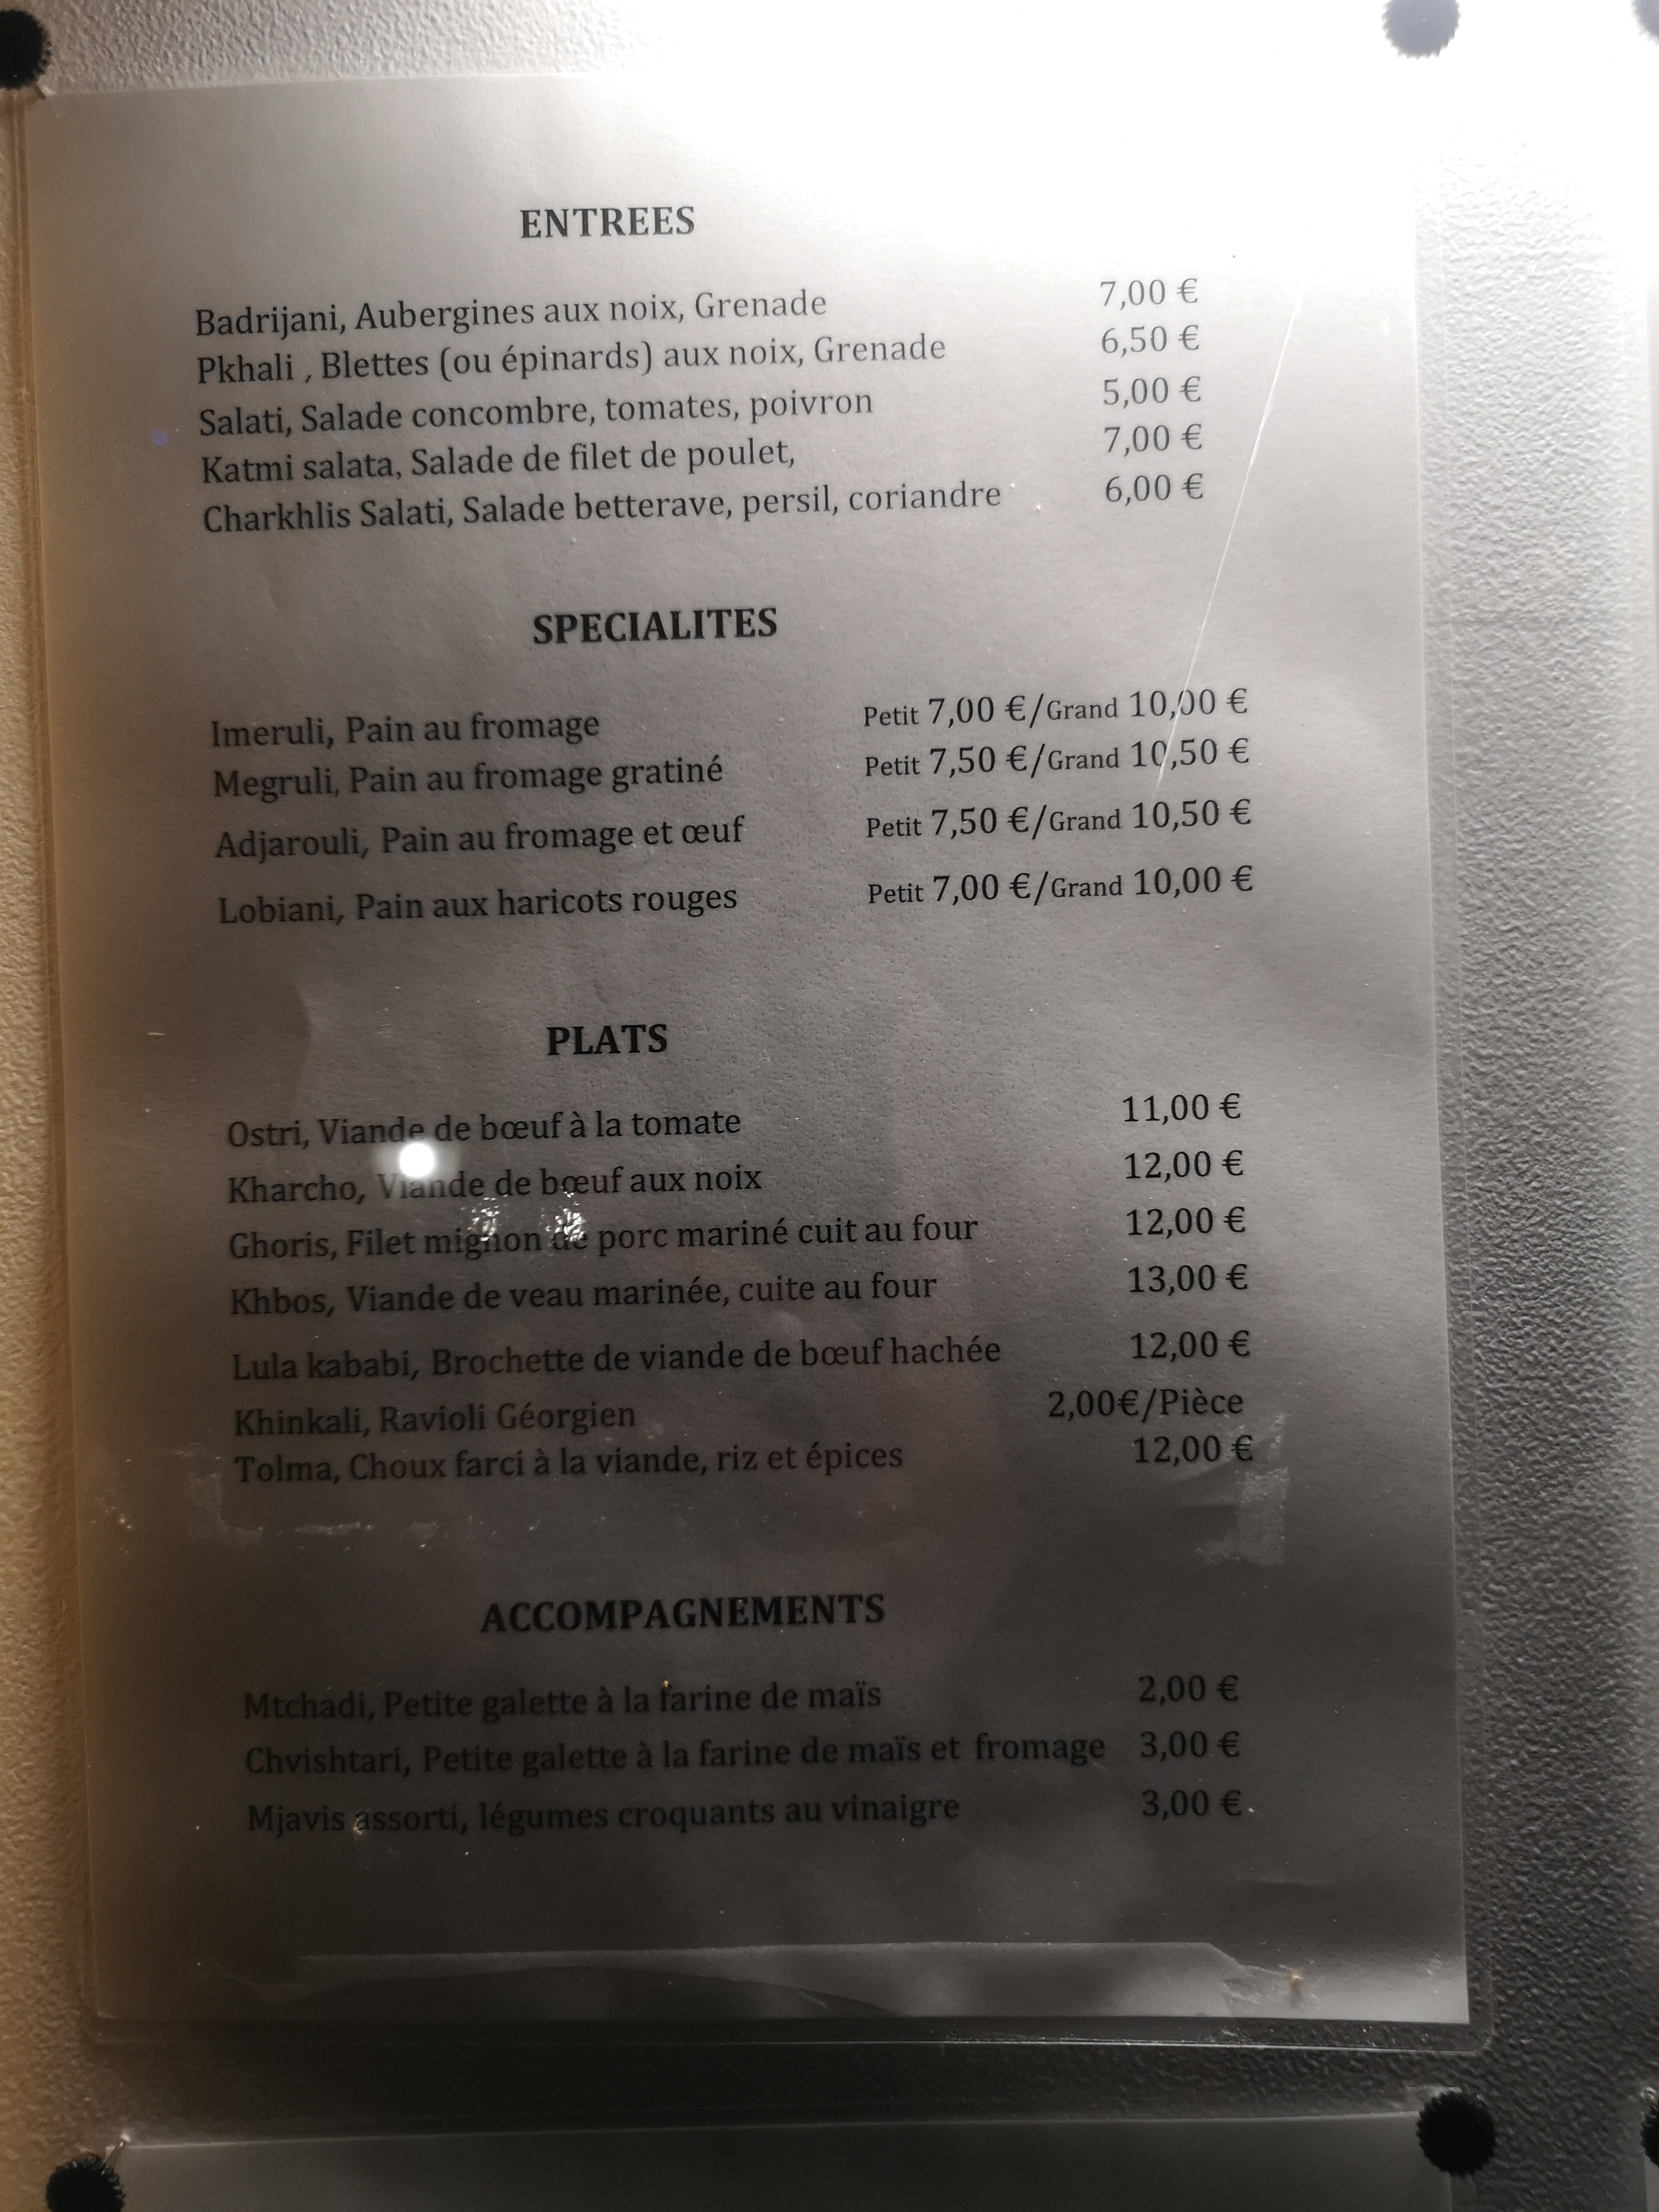 ENTREES
Badrijani, Aubergines aux noix, Grenade 7,00 €
Pkhali , Blettes (ou épinards) aux noix, Grenade 6,50 €
Salati, Salade concombre, tomates, poivron 5,00 €
Katmi salata, Salade de filet de poulet, 7,00 €
Charkhlis Salati, Salade betterave, persil, coriandre 6,00 €
SPECIALITES
Imeruli, Pain au fromage Petit 7,00 €/Grand 10,00 €
Megruli, Pain au fromage gratiné Petit 7,50 €/Grand 10,50 €
Adjarouli, Pain au fromage et œuf Petit 7,50 €/Grand 10,50 €
Lobiani, Pain aux haricots rouges Petit 7,00 €/Grand 10,00 €
PLATS
Ostri, Viande de bœuf à la tomate 11,00 €
Kharcho, Viande de bœuf aux noix 12,00 €
Ghoris, Filet mignon de porc mariné cuit au four 12,00 €
Khbos, Viande de veau marinée, cuite au four 13,00 €
Lula kababi, Brochette de viande de bœuf hachée 12,00 €
Khinkali, Ravioli Géorgien 2,00€/Pièce
Tolma, Choux farci à la viande, riz et épices 12,00 €
ACCOMPAGNEMENTS
Mtchadi, Petite galette à la farine de maïs 2,00 €
Chvishtari, Petite galette à la farine de maïs et fromage 3,00 €
Mjavis assorti, légumes croquants au vinaigre 3,00 €